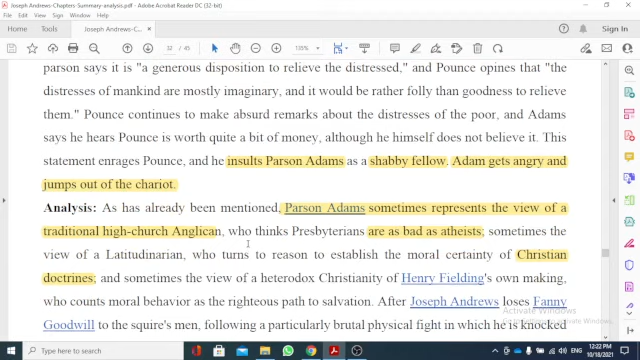 Joseph-Andrews-Chapters-Summary-analysis.pdf - Adobe Acrobat Reader DC (32-bit)
File Edit View Sign Window Help
Home Tools Joseph-Andrews-Cha... × Sign In
32 / 45 135% Share
parson says it is "a generous disposition to relieve the distressed," and Pounce opines that "the
distresses of mankind are mostly imaginary, and it would be rather folly than goodness to relieve
them." Pounce continues to make absurd remarks about the distresses of the poor, and Adams
says he hears Pounce is worth quite a bit of money, although he himself does not believe it. This
statement enrages Pounce, and he insults Parson Adams as a shabby fellow. Adam gets angry and
jumps out of the chariot.
Analysis: As has already been mentioned, Parson Adams sometimes represents the view of a
traditional high-church Anglican, who thinks Presbyterians are as bad as atheists; sometimes the
view of a Latitudinarian, who turns to reason to establish the moral certainty of Christian
doctrines; and sometimes the view of a heterodox Christianity of Henry Fielding's own making,
who counts moral behavior as the righteous path to salvation. After Joseph Andrews loses Fanny
Activate Windows
Goodwill to the squire's men, following a particularly brutal physical fight in which he is knocked
Go to Settings to activate Windows.
Type here to search
ENG
12:22 PM
10/18/2021